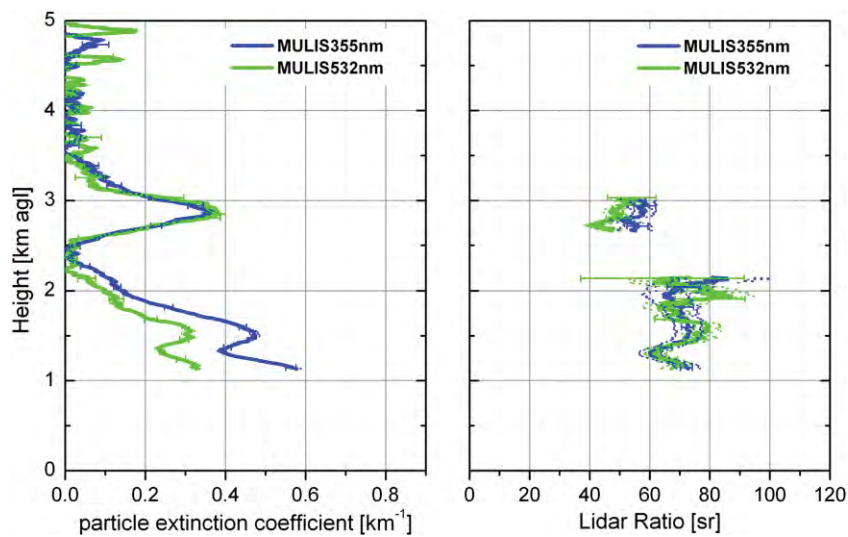 MULIS355nm
MULIS532nm
5
4
3
2
1
0
Height [km agl]
0.0 0.2 0.4 0.6 0.8
particle extinction coefficient [km⁻¹]
MULIS355nm
MULIS532nm
0 20 40 60 80 100 120
Lidar Ratio [sr]